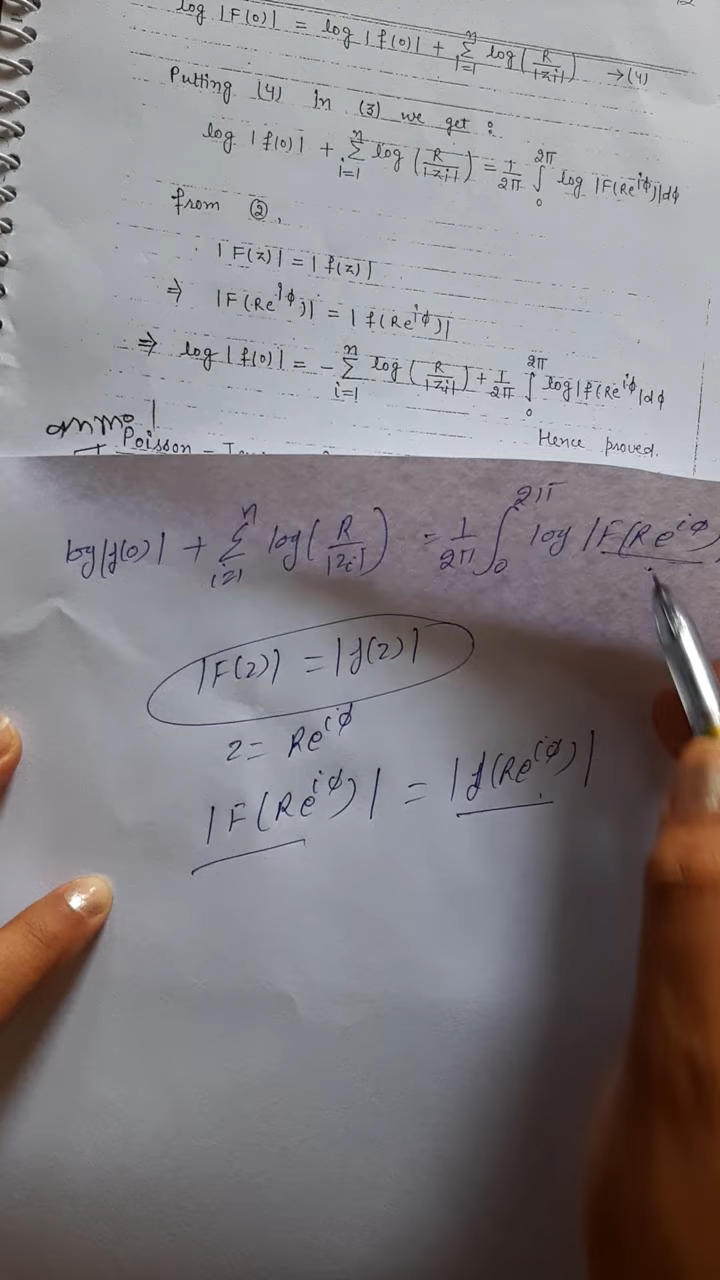 log |F(0)| = log |f(0)| + Σ_{i=1}^{n} log(R/|z_i|) → (4)
Putting (4) in (3) we get :
log |f(0)| + Σ_{i=1}^{n} log (R/|z_i|) = 1/2π ∫_0^{2π} log |F(Re^{iφ})|dφ
from ②,
|F(z)| = |f(z)|
⇒ |F(Re^{iφ})| = |f(Re^{iφ})|
⇒ log |f(0)| = - Σ_{i=1}^{n} log (R/|z_i|) + 1/2π ∫_0^{2π} log|f(Re^{iφ}|dφ
Hence proved.
Poisson -
log|f(0)| + Σ_{i=1}^{n} log(R/|z_i|) = 1/2π ∫_0^{2π} log |F(Re^{iφ})
|F(z)| = |f(z)|
z = Re^{iφ}
|F(Re^{iφ})| = |f(Re^{iφ})|